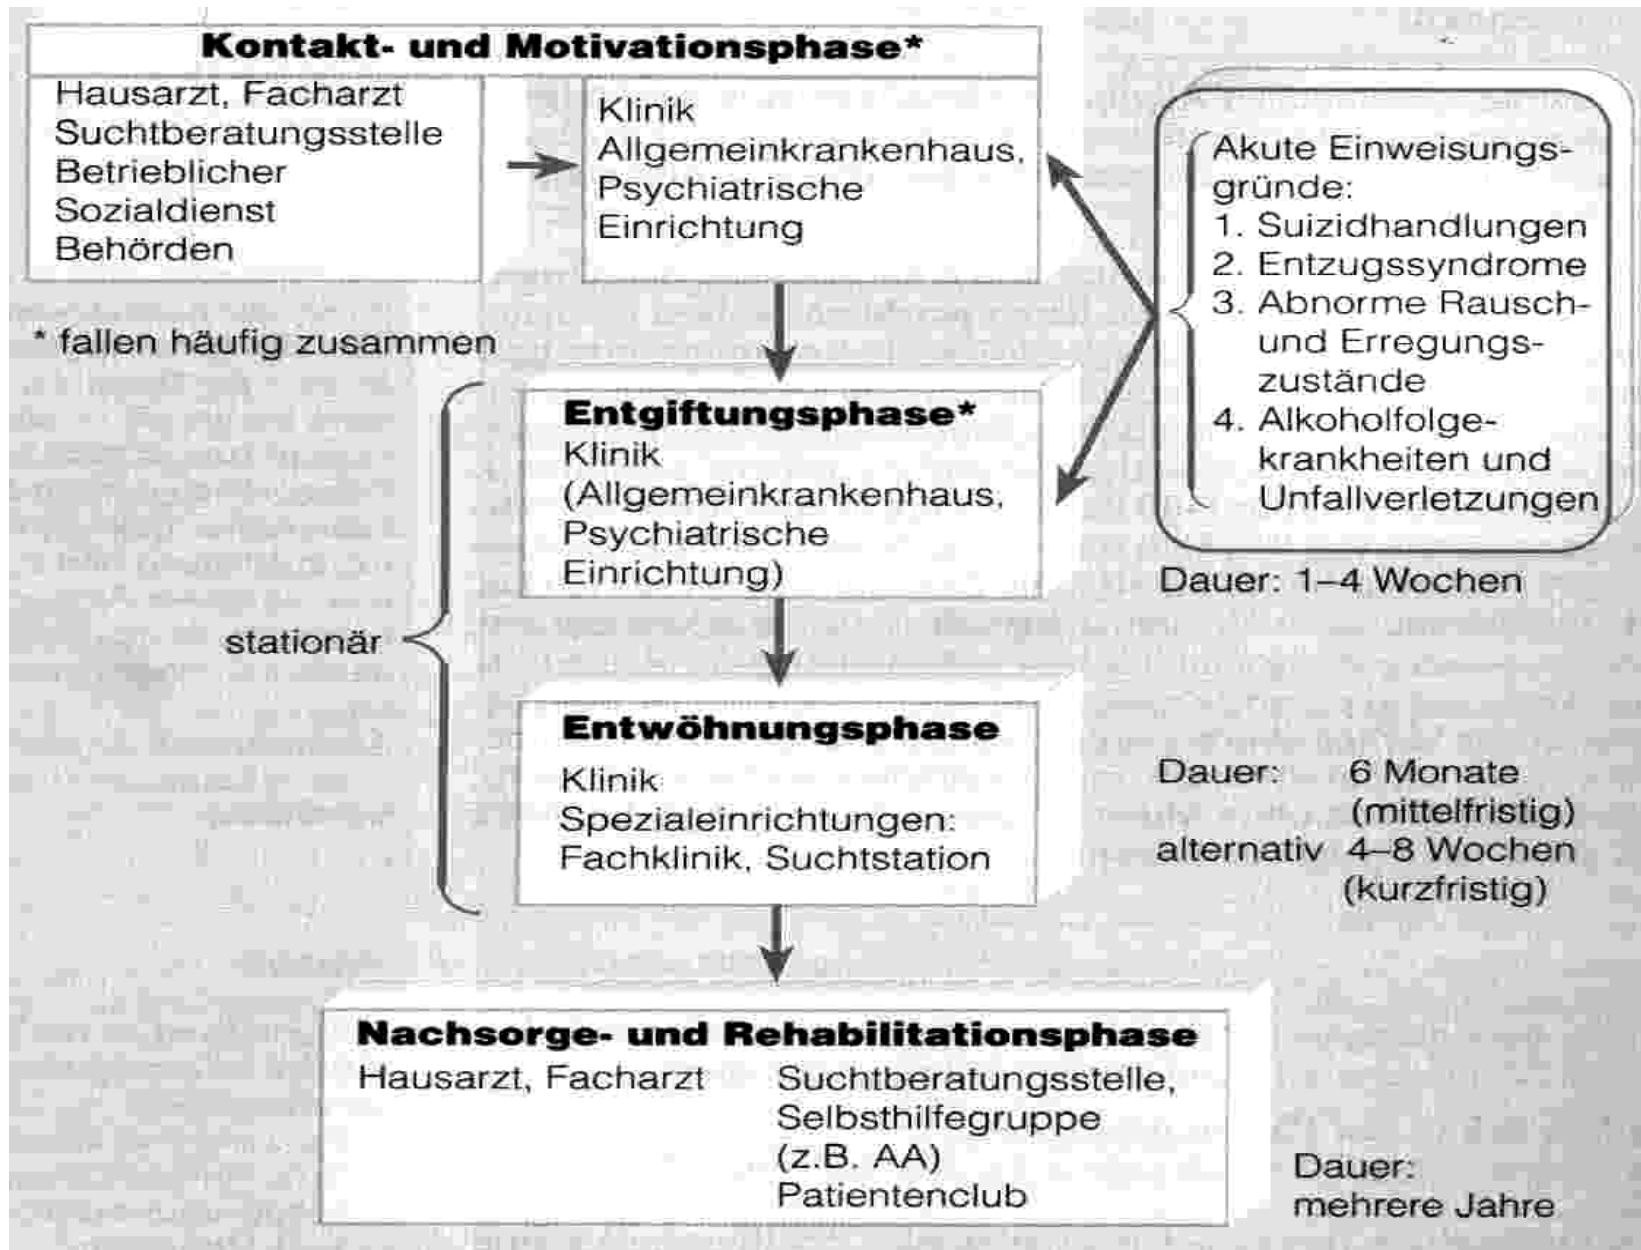 Kontakt- und Motivationsphase*
Hausarzt, Facharzt
Suchtberatungsstelle
Betrieblicher
Sozialdienst
Behörden
Klinik
Allgemeinkrankenhaus,
Psychiatrische
Einrichtung
Akute Einweisungs-
gründe:
1. Suizidhandlungen
2. Entzugssyndrome
3. Abnorme Rausch-
und Erregungs-
zustände
4. Alkoholfolge-
krankheiten und
Unfallverletzungen
* fallen häufig zusammen
Entgiftungsphase*
Klinik
(Allgemeinkrankenhaus,
Psychiatrische
Einrichtung)
Dauer: 1–4 Wochen
stationär
Entwöhnungsphase
Klinik
Spezialeinrichtungen:
Fachklinik, Suchtstation
Dauer: 6 Monate
(mittelfristig)
alternativ 4–8 Wochen
(kurzfristig)
Nachsorge- und Rehabilitationsphase
Hausarzt, Facharzt
Suchtberatungsstelle,
Selbsthilfegruppe
(z.B. AA)
Patientenclub
Dauer:
mehrere Jahre